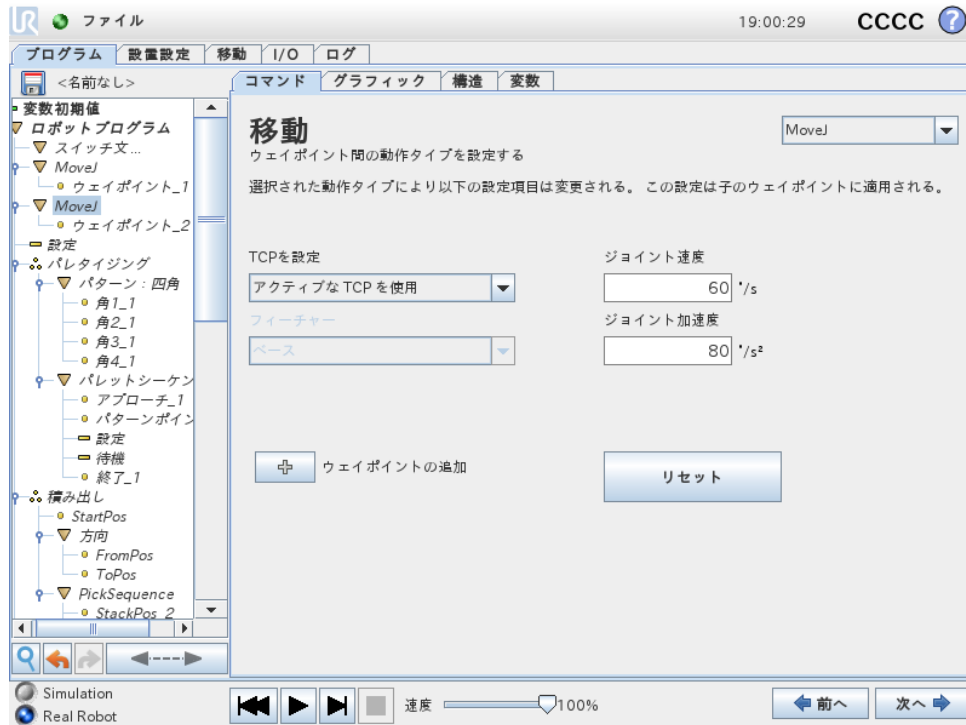 UR ファイル 19:00:29 CCCC ?
プログラム 設置設定 移動 I/O ログ
<名前なし>
コマンド グラフィック 構造 変数
変数初期値
ロボットプログラム
スイッチ文...
MoveJ
ウェイポイント_1
MoveJ
ウェイポイント_2
設定
パレタイジング
パターン：四角
角1_1
角2_1
角3_1
角4_1
パレットシーケン
アプローチ_1
パターンポイン
設定
待機
終了_1
積み出し
StartPos
方向
FromPos
ToPos
PickSequence
StackPos_2
移動
MoveJ
ウェイポイント間の動作タイプを設定する
選択された動作タイプにより以下の設定項目は変更される。 この設定は子のウェイポイントに適用される。
TCPを設定
アクティブな TCP を使用
フィーチャー
ベース
ジョイント速度
60 °/s
ジョイント加速度
80 °/s²
ウェイポイントの追加
リセット
Simulation
Real Robot
速度 100%
前へ 次へ